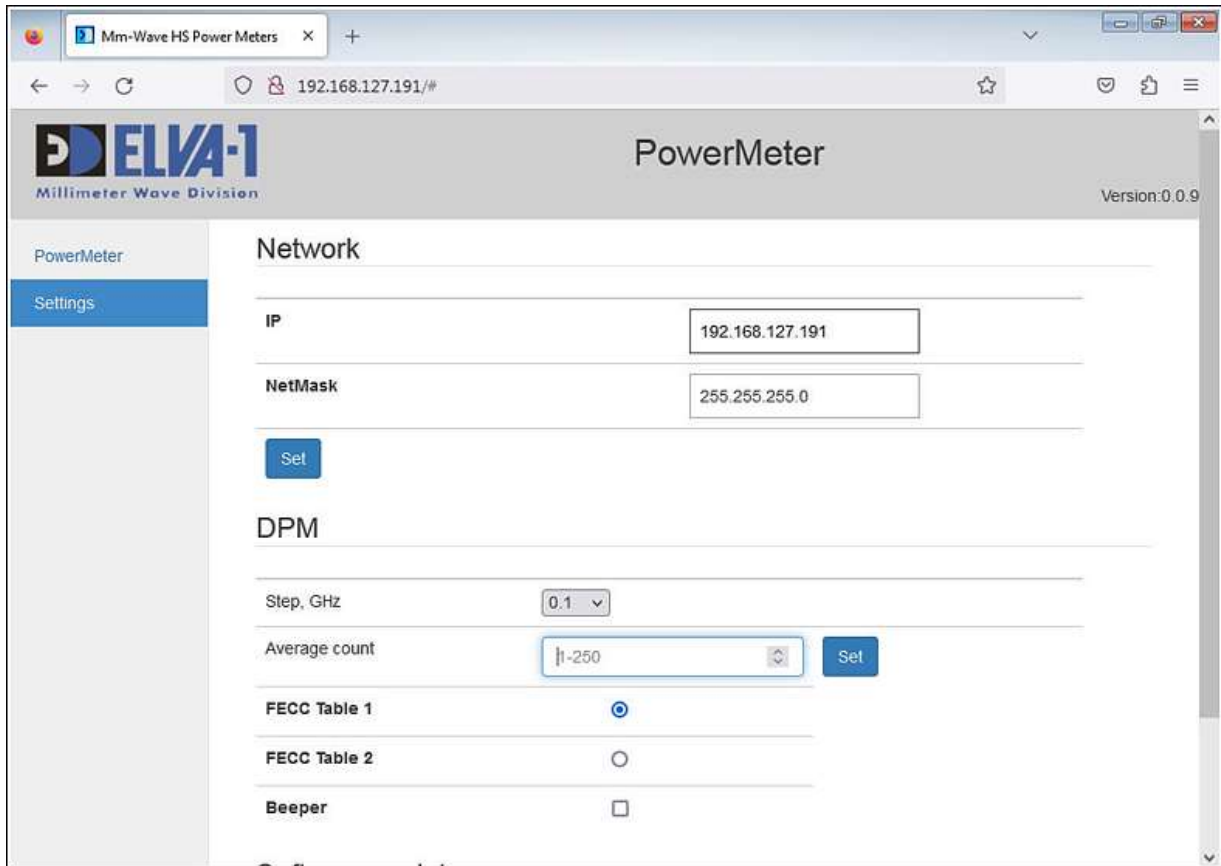 Mm-Wave HS Power Meters
192.168.127.191/#
ELVA-1
Millimeter Wave Division
PowerMeter
Version:0.0.9
PowerMeter
Settings
Network
IP
192.168.127.191
NetMask
255.255.255.0
Set
DPM
Step, GHz
0.1
Average count
1-250
Set
FECC Table 1
FECC Table 2
Beeper